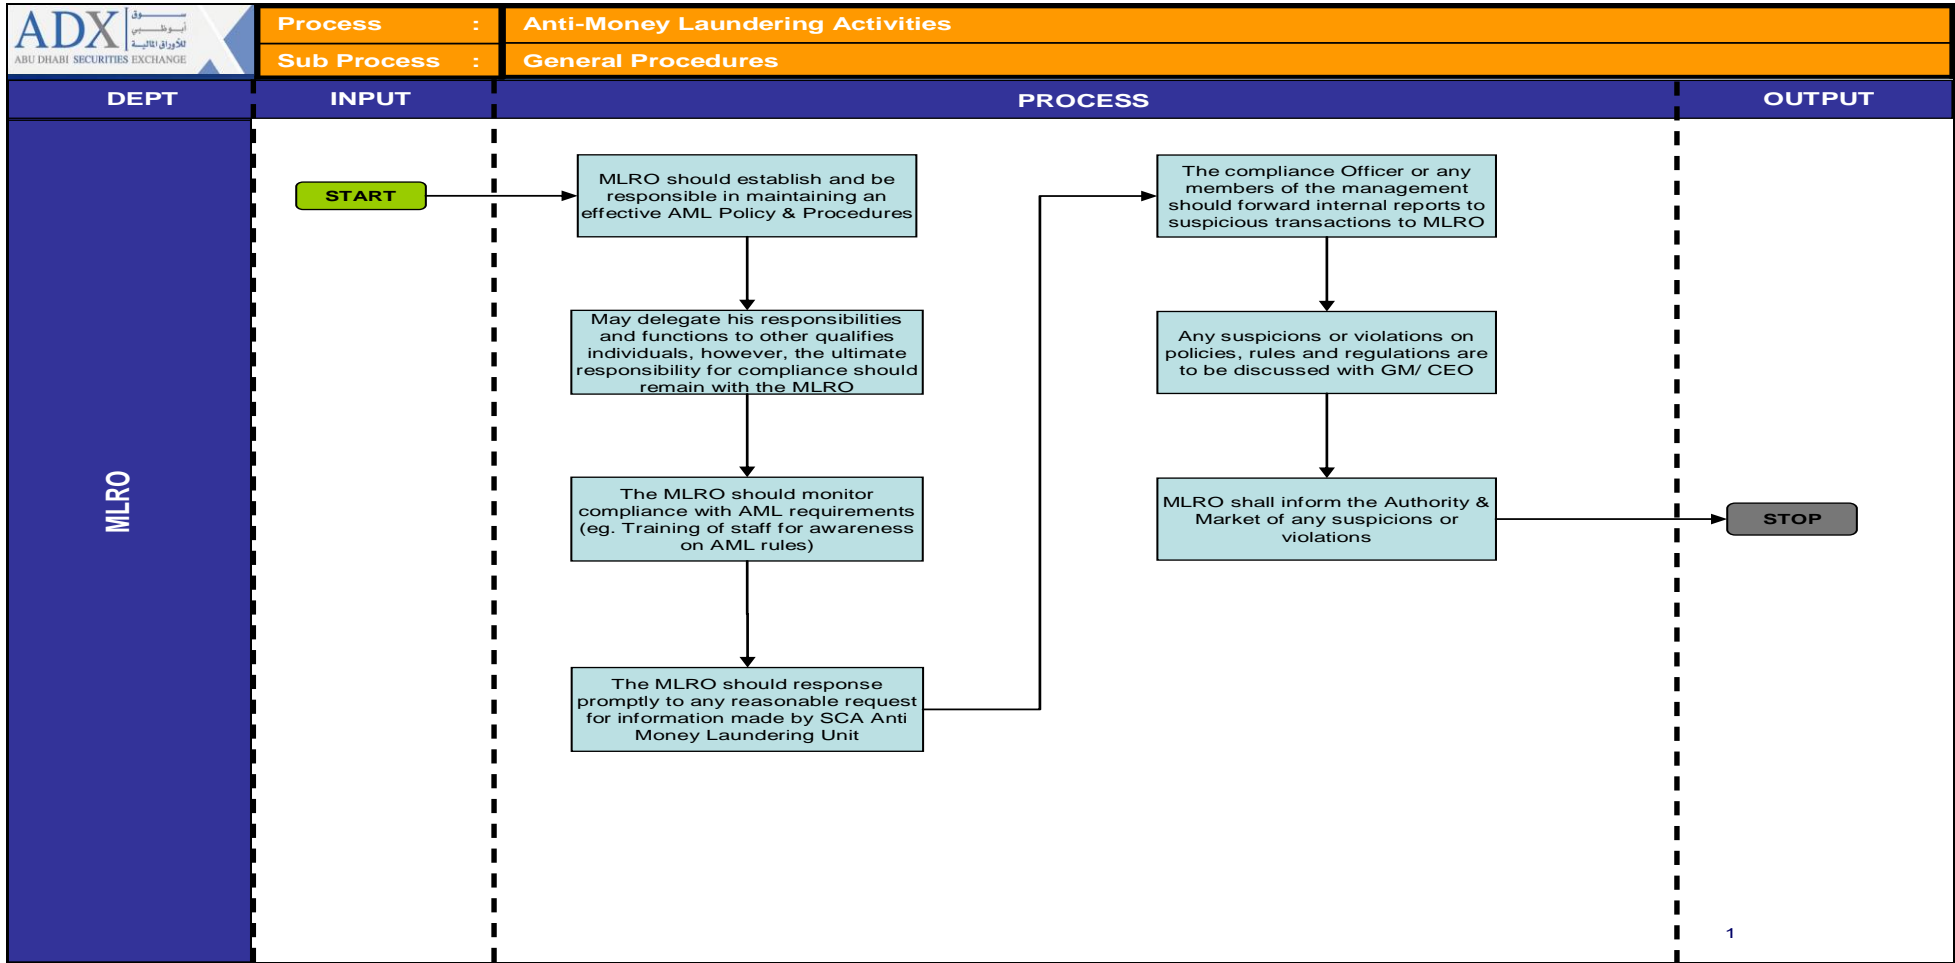 ADX
سوق
أبوظبي
للأوراق المالية
ABU DHABI SECURITIES EXCHANGE
Process : Anti-Money Laundering Activities
Sub Process : General Procedures
DEPT INPUT PROCESS OUTPUT
MLRO
START
MLRO should establish and be
responsible in maintaining an
effective AML Policy & Procedures
May delegate his responsibilities
and functions to other qualifies
individuals, however, the ultimate
responsibility for compliance should
remain with the MLRO
The MLRO should monitor
compliance with AML requirements
(eg. Training of staff for awareness
on AML rules)
The MLRO should response
promptly to any reasonable request
for information made by SCA Anti
Money Laundering Unit
The compliance Officer or any
members of the management
should forward internal reports to
suspicious transactions to MLRO
Any suspicions or violations on
policies, rules and regulations are
to be discussed with GM/ CEO
MLRO shall inform the Authority &
Market of any suspicions or
violations
STOP
1